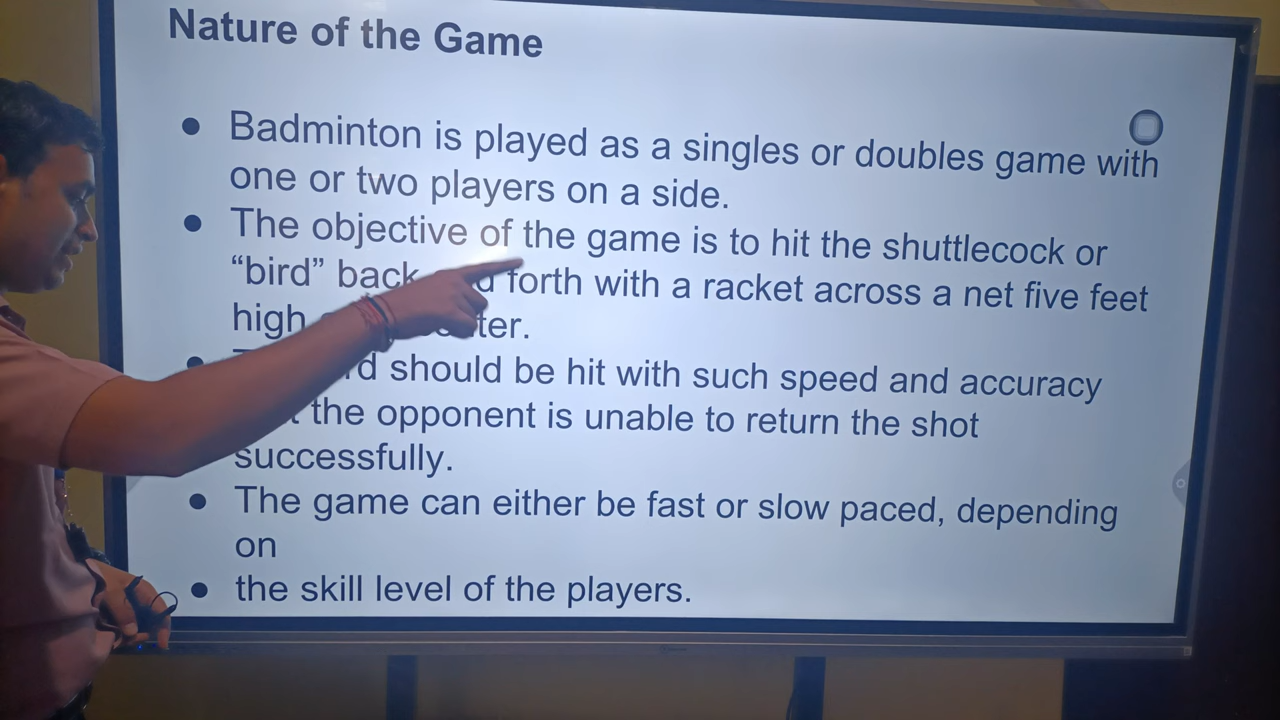 Nature of the Game
● Badminton is played as a singles or doubles game with
one or two players on a side.
● The objective of the game is to hit the shuttlecock or
“bird” back forth with a racket across a net five feet
high
● should be hit with such speed and accuracy
the opponent is unable to return the shot
successfully.
● The game can either be fast or slow paced, depending
on
● the skill level of the players.